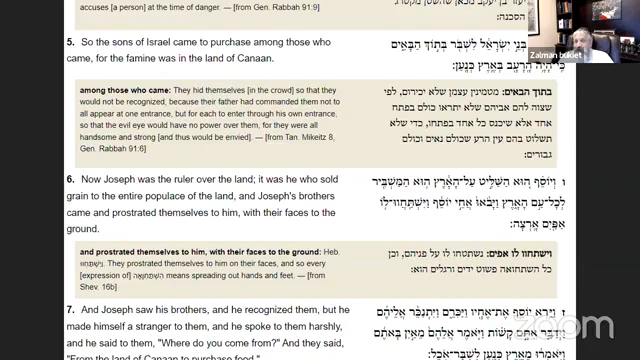 accuses [a person] at the time of danger. — [from Gen. Rabbah 91:9]
הסכנה:
Zalman bukiet
5. So the sons of Israel came to purchase among those who
came, for the famine was in the land of Canaan.
בְּנֵי יִשְׂרָאֵל לִשְׁבֹּר בְּתוֹךְ הַבָּאִים
כִּי הָיָה הָרָעָב בְּאֶרֶץ כְּנָעַן:
among those who came: They hid themselves [in the crowd] so that they
would not be recognized, because their father had commanded them not to
all appear at one entrance, but for each to enter through his own entrance,
so that the evil eye would have no power over them, for they were all
handsome and strong [and thus would be envied]. — [from Tan. Mikeitz 8,
Gen. Rabbah 91:6]
בתוך הבאים: מטמינין עצמן שלא יכירום, לפי
שצוה להם אביהם שלא יתראו כולם בפתח
אחד אלא שיכנס כל אחד בפתחו, כדי שלא
תשלוט בהם עין הרע שכולם נאים וכולם
גבורים:
6. Now Joseph was the ruler over the land; it was he who sold
grain to the entire populace of the land, and Joseph's brothers
came and prostrated themselves to him, with their faces to the
ground.
ו וְיוֹסֵף הוּא הַשַּׁלִּיט עַל־הָאָרֶץ הוּא הַמַּשְׁבִּיר
לְכָל־עַם הָאָרֶץ וַיָּבֹאוּ אֲחֵי יוֹסֵף וַיִּשְׁתַּחֲווּ־לוֹ
אַפַּיִם אָרְצָה:
and prostrated themselves to him, with their faces to the ground: Heb.
וַיִּשְׁתַּחֲווּ. They prostrated themselves to him on their faces, and so every
[expression of] הִשְׁתַּחֲוָאָה means spreading out hands and feet. — [from
Shev. 16b]
וישתחוו לו אפים: נשתטחו לו על פניהם, וכן
כל השתחואה פשוט ידים ורגלים הוא:
7. And Joseph saw his brothers, and he recognized them, but he
made himself a stranger to them, and he spoke to them harshly,
and he said to them, "Where do you come from?" And they said,
"From the land of Canaan to purchase food."
ז וַיַּרְא יוֹסֵף אֶת־אֶחָיו וַיַּכִּרֵם וַיִּתְנַכֵּר אֲלֵיהֶם
וַיְדַבֵּר אִתָּם קָשׁוֹת וַיֹּאמֶר אֲלֵהֶם מֵאַיִן בָּאתֶם
וַיֹּאמְרוּ מֵאֶרֶץ כְּנַעַן לִשְׁבָּר־אֹכֶל:
zoom